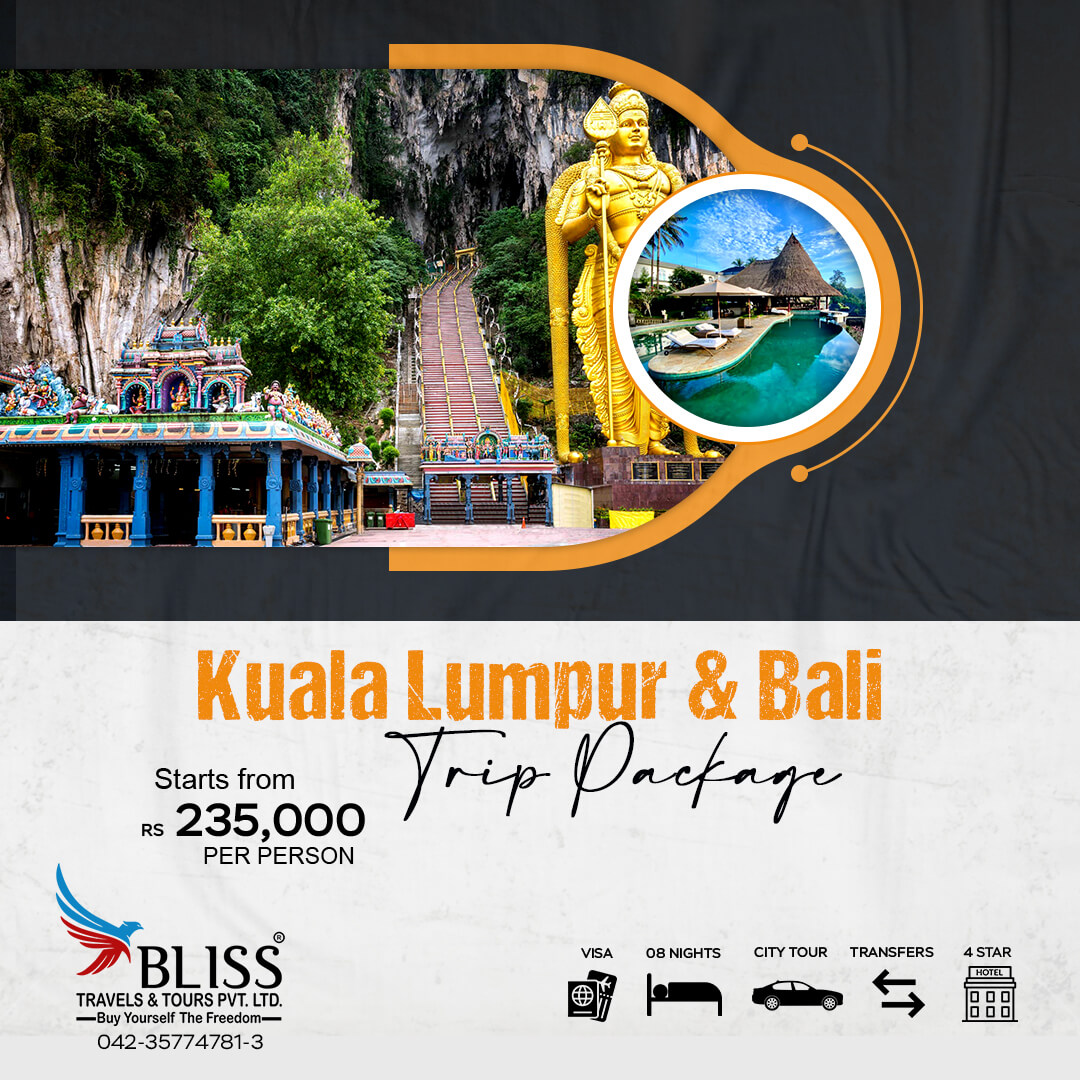 Kuala Lumpur & Bali
Trip Package
Starts from
RS 235,000
PER PERSON
BLISS®
TRAVELS & TOURS PVT. LTD.
Buy Yourself The Freedom
042-35774781-3
VISA
08 NIGHTS
CITY TOUR
TRANSFERS
4 STAR
HOTEL